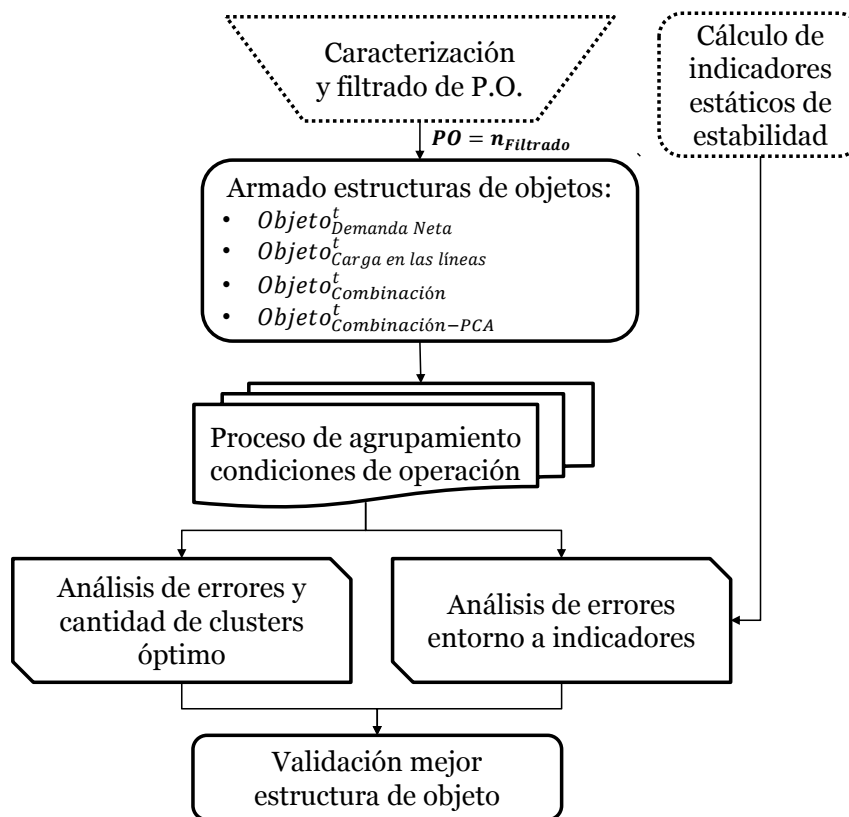 Caracterización
y filtrado de P.O.
Cálculo de
indicadores
estáticos de
estabilidad
PO = n_Filtrado
Armado estructuras de objetos:
• Objeto^t_Demanda Neta
• Objeto^t_Carga en las líneas
• Objeto^t_Combinación
• Objeto^t_Combinación−PCA
Proceso de agrupamiento
condiciones de operación
Análisis de errores y
cantidad de clusters
óptimo
Análisis de errores
entorno a indicadores
Validación mejor
estructura de objeto